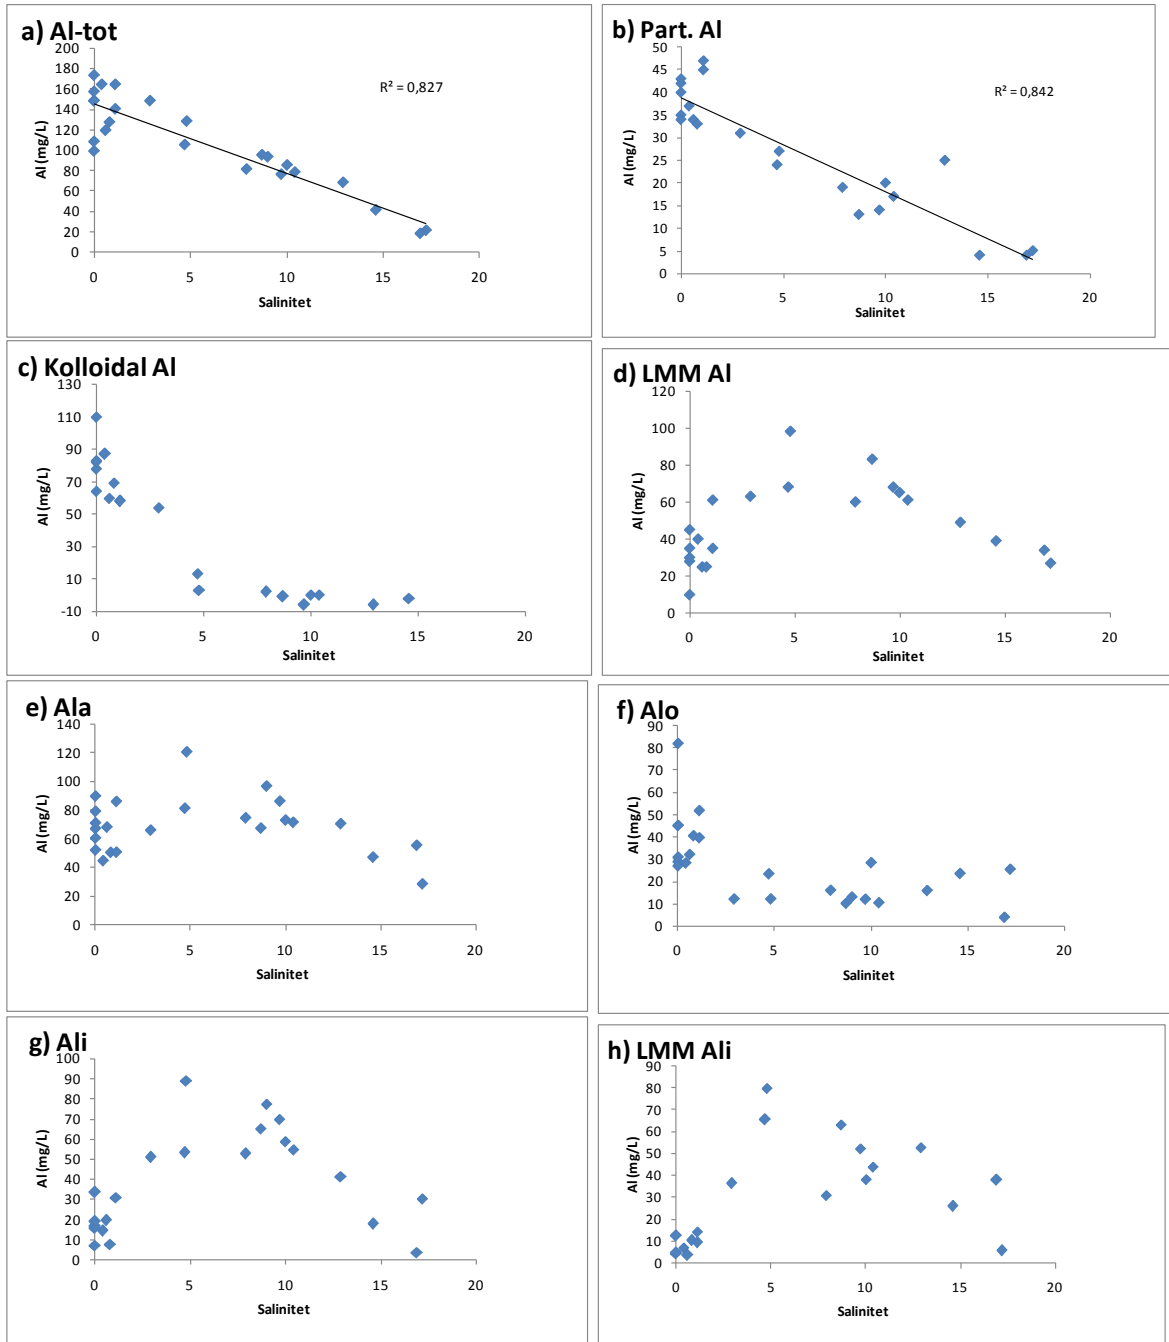 a) Al-tot
200
180
160
140
120
100
80
60
40
20
0
Al (mg/L)
R² = 0,827
0 5 10 15 20
Salinitet
b) Part. Al
50
45
40
35
30
25
20
15
10
5
0
Al (mg/L)
R² = 0,842
0 5 10 15 20
Salinitet
c) Kolloidal Al
130
110
90
70
50
30
10
-10
Al (mg/L)
0 5 10 15 20
Salinitet
d) LMM Al
120
100
80
60
40
20
0
Al (mg/L)
0 5 10 15 20
Salinitet
e) Ala
140
120
100
80
60
40
20
0
Al (mg/L)
0 5 10 15 20
Salinitet
f) Alo
90
80
70
60
50
40
30
20
10
0
Al (mg/L)
0 5 10 15 20
Salinitet
g) Ali
100
90
80
70
60
50
40
30
20
10
0
Al (mg/L)
0 5 10 15 20
Salinitet
h) LMM Ali
90
80
70
60
50
40
30
20
10
0
Al (mg/L)
0 5 10 15 20
Salinitet